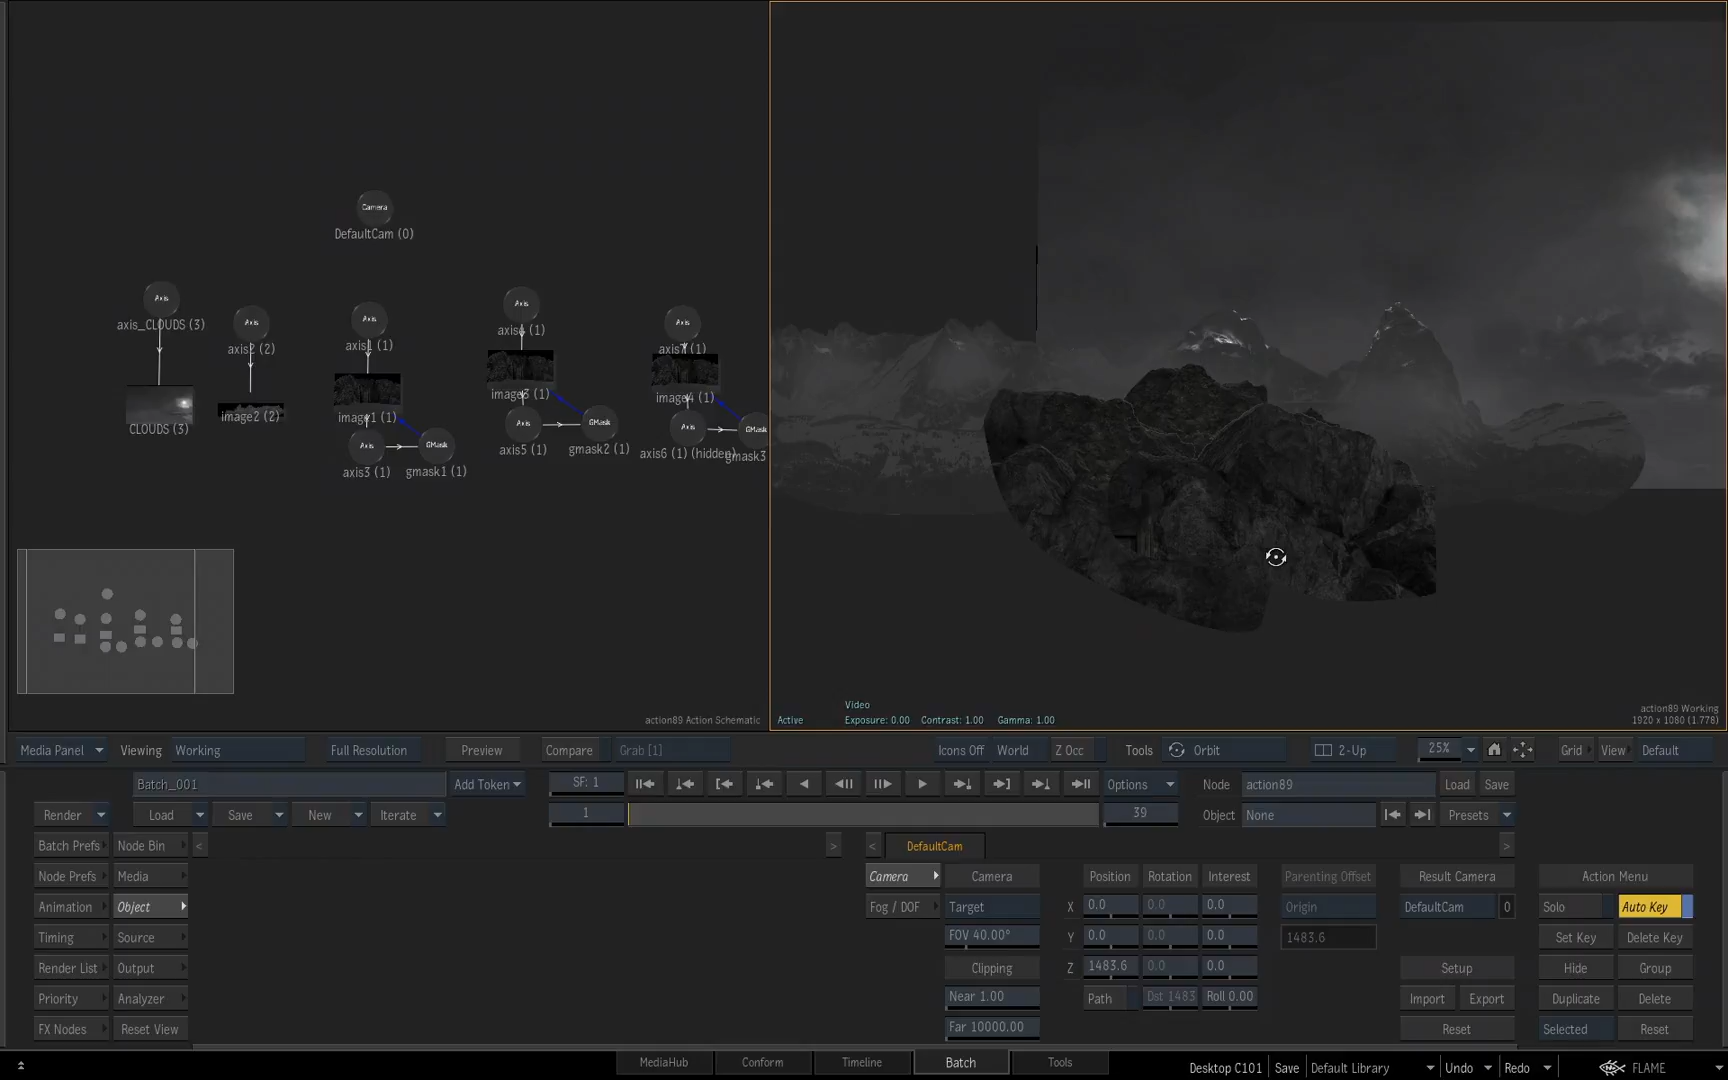 Camera
DefaultCam (0)
Axis
axis_CLOUDS (3)
CLOUDS (3)
Axis
axis2 (2)
image2 (2)
Axis
axis1 (1)
image1 (1)
Axis
axis3 (1)
GMask
gmask1 (1)
Axis
image3 (1)
Axis
axis5 (1)
GMask
gmask2 (1)
Axis
image4 (1)
Axis
axis6 (1) (hidden)
GMask
gmask3
action89 Action Schematic
Video
Active Exposure: 0.00 Contrast: 1.00 Gamma: 1.00
action89 Working
1920 x 1080 (1.778)
Media Panel Viewing Working Full Resolution Preview Compare Grab [1] Icons Off World Z Occ Tools Orbit 2-Up 25% Grid View Default
Batch_001 Add Token SF: 1 Options Node action89 Load Save
Render Load Save New Iterate 1 39 Object None Presets
Batch Prefs Node Bin < > < DefaultCam >
Node Prefs Media Camera Camera Position Rotation Interest Parenting Offset Result Camera Action Menu
Animation Object Fog / DOF Target X 0.0 0.0 0.0 Origin DefaultCam 0 Solo Auto Key
Timing Source FOV 40.00° Y 0.0 0.0 0.0 1483.6 Set Key Delete Key
Render List Output Clipping Z 1483.6 0.0 0.0 Setup Hide Group
Priority Analyzer Near 1.00 Path Dst 1483 Roll 0.00 Import Export Duplicate Delete
FX Nodes Reset View Far 10000.00 Reset Selected Reset
MediaHub Conform Timeline Batch Tools Desktop C101 Save Default Library Undo Redo FLAME